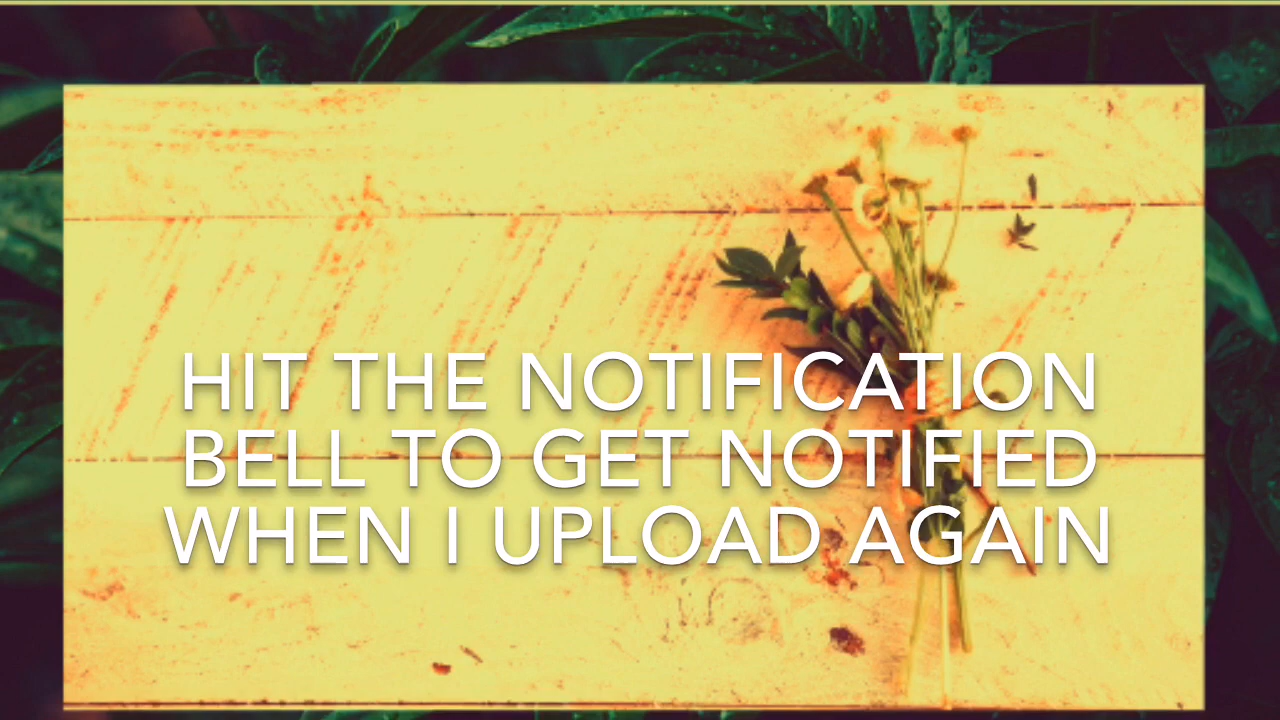 HIT THE NOTIFICATION
BELL TO GET NOTIFIED
WHEN I UPLOAD AGAIN